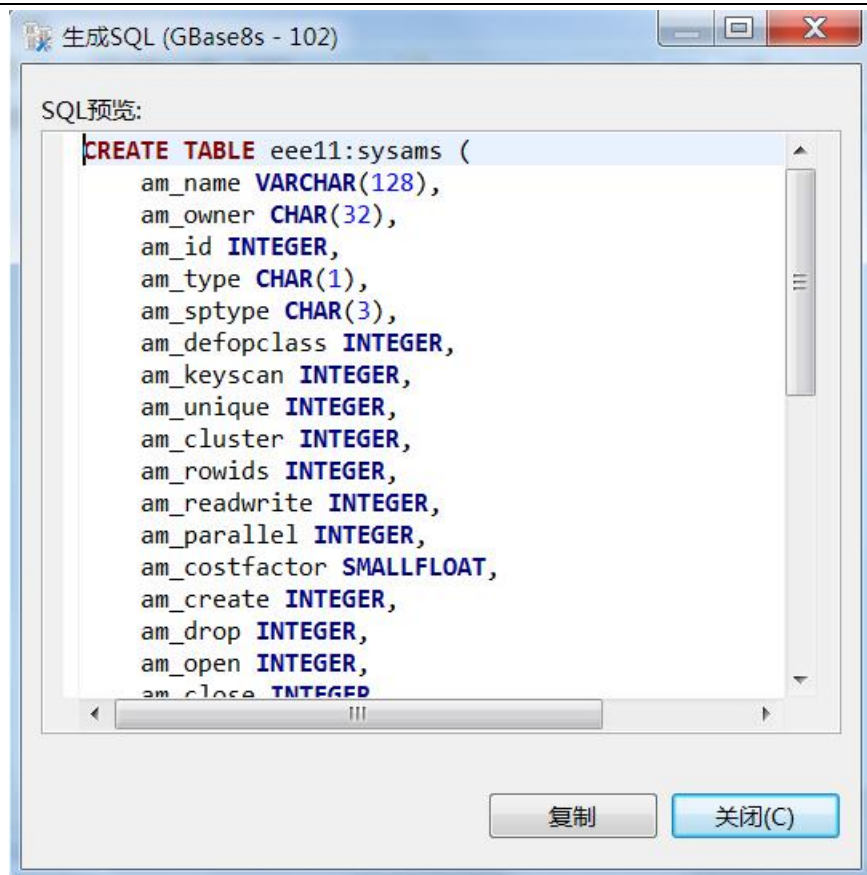 生成SQL (GBase8s - 102)
SQL预览:
CREATE TABLE eee11:sysams (
am_name VARCHAR(128),
am_owner CHAR(32),
am_id INTEGER,
am_type CHAR(1),
am_sptype CHAR(3),
am_defopclass INTEGER,
am_keyscan INTEGER,
am_unique INTEGER,
am_cluster INTEGER,
am_rowids INTEGER,
am_readwrite INTEGER,
am_parallel INTEGER,
am_costfactor SMALLFLOAT,
am_create INTEGER,
am_drop INTEGER,
am_open INTEGER,
am_close INTEGER
复制
关闭(C)